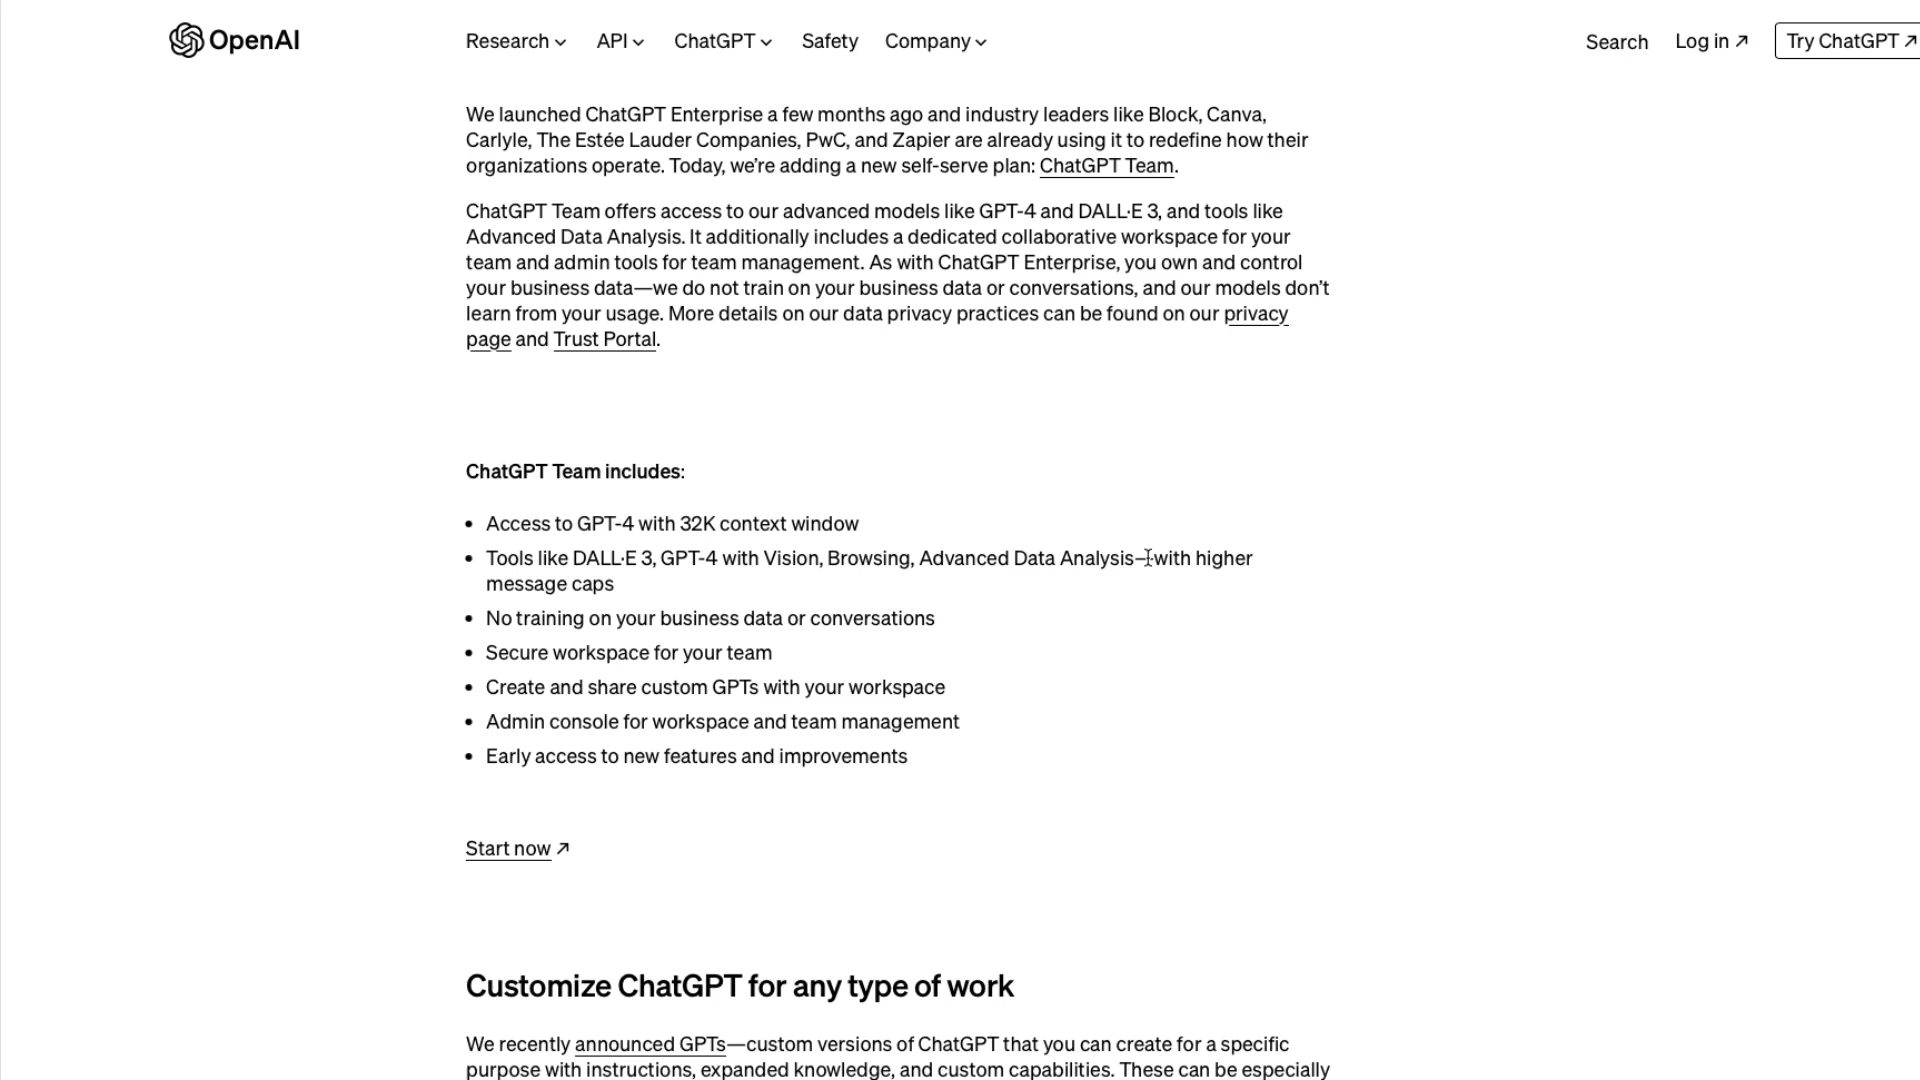 OpenAI
Research API ChatGPT Safety Company Search Log in ↗ Try ChatGPT ↗
We launched ChatGPT Enterprise a few months ago and industry leaders like Block, Canva,
Carlyle, The Estée Lauder Companies, PwC, and Zapier are already using it to redefine how their
organizations operate. Today, we’re adding a new self-serve plan: ChatGPT Team.
ChatGPT Team offers access to our advanced models like GPT-4 and DALL·E 3, and tools like
Advanced Data Analysis. It additionally includes a dedicated collaborative workspace for your
team and admin tools for team management. As with ChatGPT Enterprise, you own and control
your business data—we do not train on your business data or conversations, and our models don’t
learn from your usage. More details on our data privacy practices can be found on our privacy
page and Trust Portal.
ChatGPT Team includes:
• Access to GPT-4 with 32K context window
• Tools like DALL·E 3, GPT-4 with Vision, Browsing, Advanced Data Analysis—with higher
message caps
• No training on your business data or conversations
• Secure workspace for your team
• Create and share custom GPTs with your workspace
• Admin console for workspace and team management
• Early access to new features and improvements
Start now ↗
Customize ChatGPT for any type of work
We recently announced GPTs—custom versions of ChatGPT that you can create for a specific
purpose with instructions, expanded knowledge, and custom capabilities. These can be especially